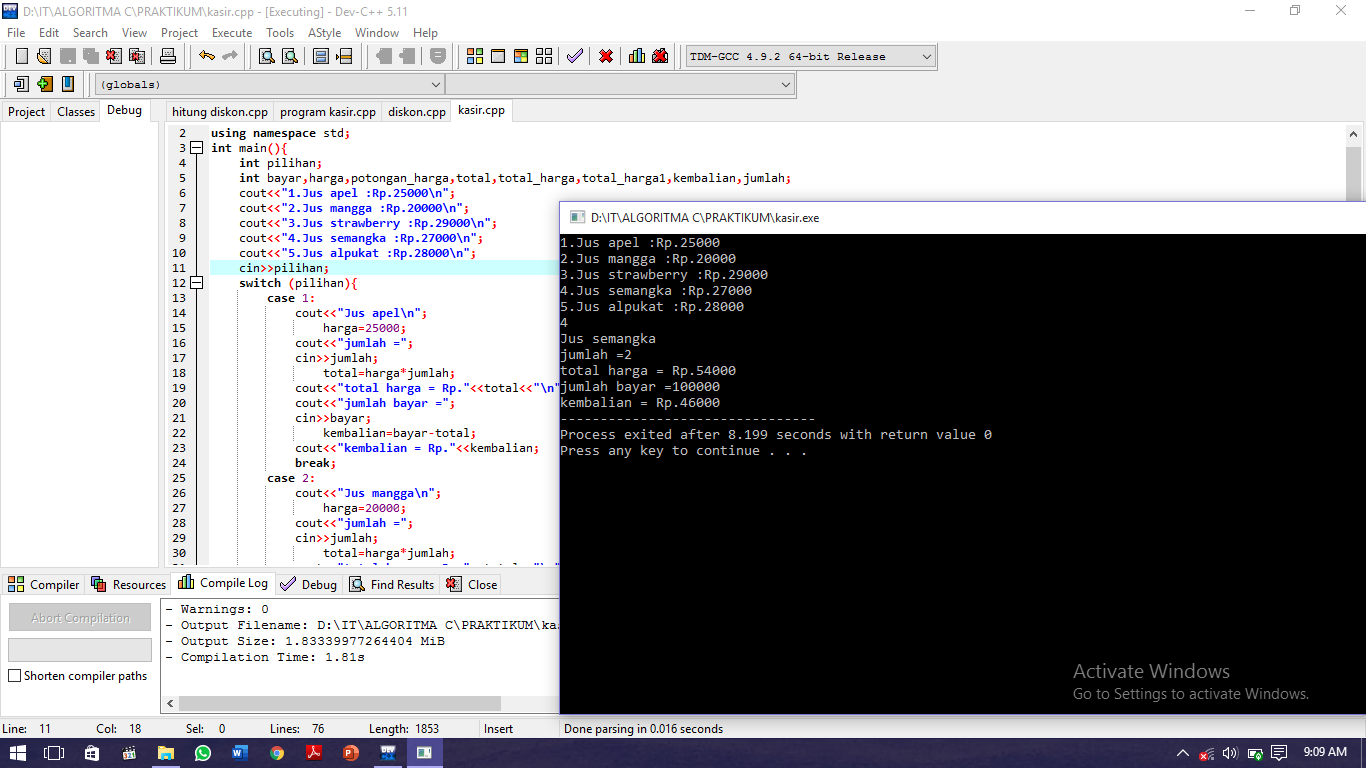 D:\IT\ALGORITMA C\PRAKTIKUM\kasir.cpp - [Executing] - Dev-C++ 5.11
File Edit Search View Project Execute Tools AStyle Window Help
TDM-GCC 4.9.2 64-bit Release
(globals)
Project Classes Debug
hitung diskon.cpp program kasir.cpp diskon.cpp kasir.cpp
2 using namespace std;
3 int main(){
4 int pilihan;
5 int bayar,harga,potongan_harga,total,total_harga,total_harga1,kembalian,jumlah;
6 cout<<"1.Jus apel :Rp.25000\n";
7 cout<<"2.Jus mangga :Rp.20000\n";
8 cout<<"3.Jus strawberry :Rp.29000\n";
9 cout<<"4.Jus semangka :Rp.27000\n";
10 cout<<"5.Jus alpukat :Rp.28000\n";
11 cin>>pilihan;
12 switch (pilihan){
13 case 1:
14 cout<<"Jus apel\n";
15 harga=25000;
16 cout<<"jumlah =";
17 cin>>jumlah;
18 total=harga*jumlah;
19 cout<<"total harga = Rp."<<total<<"\n"
20 cout<<"jumlah bayar =";
21 cin>>bayar;
22 kembalian=bayar-total;
23 cout<<"kembalian = Rp."<<kembalian;
24 break;
25 case 2:
26 cout<<"Jus mangga\n";
27 harga=20000;
28 cout<<"jumlah =";
29 cin>>jumlah;
30 total=harga*jumlah;
D:\IT\ALGORITMA C\PRAKTIKUM\kasir.exe
1.Jus apel :Rp.25000
2.Jus mangga :Rp.20000
3.Jus strawberry :Rp.29000
4.Jus semangka :Rp.27000
5.Jus alpukat :Rp.28000
4
Jus semangka
jumlah =2
total harga = Rp.54000
jumlah bayar =100000
kembalian = Rp.46000
--------------------------------
Process exited after 8.199 seconds with return value 0
Press any key to continue . . .
Compiler Resources Compile Log Debug Find Results Close
Abort Compilation
Shorten compiler paths
- Warnings: 0
- Output Filename: D:\IT\ALGORITMA C\PRAKTIKUM\ka
- Output Size: 1.83339977264404 MiB
- Compilation Time: 1.81s
Activate Windows
Go to Settings to activate Windows.
Line: 11 Col: 18 Sel: 0 Lines: 76 Length: 1853 Insert Done parsing in 0.016 seconds
9:09 AM